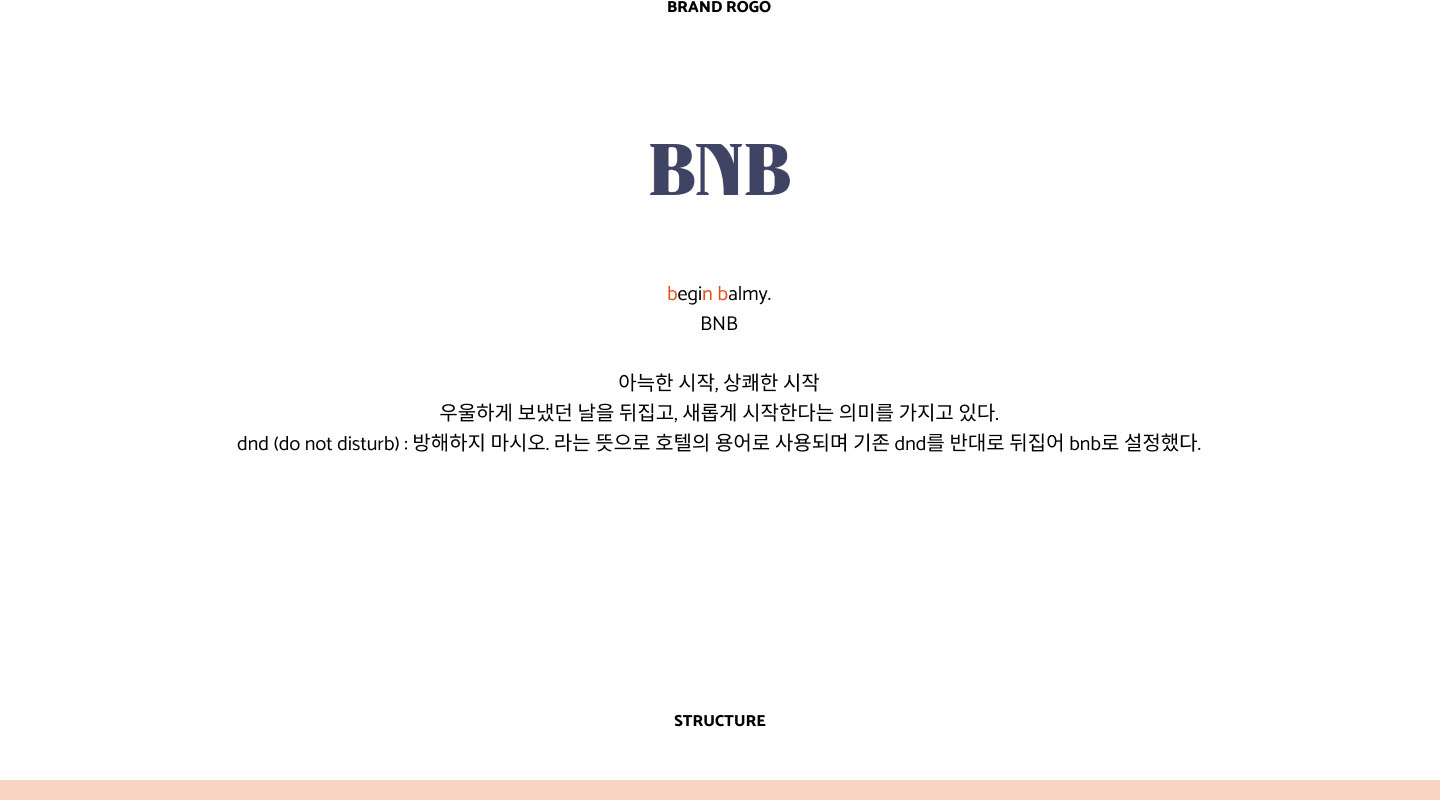 BRAND ROGO
BNB
begin balmy.
BNB
아늑한 시작, 상쾌한 시작
우울하게 보냈던 날을 뒤집고, 새롭게 시작한다는 의미를 가지고 있다.
dnd (do not disturb) : 방해하지 마시오. 라는 뜻으로 호텔의 용어로 사용되며 기존 dnd를 반대로 뒤집어 bnb로 설정했다.
STRUCTURE